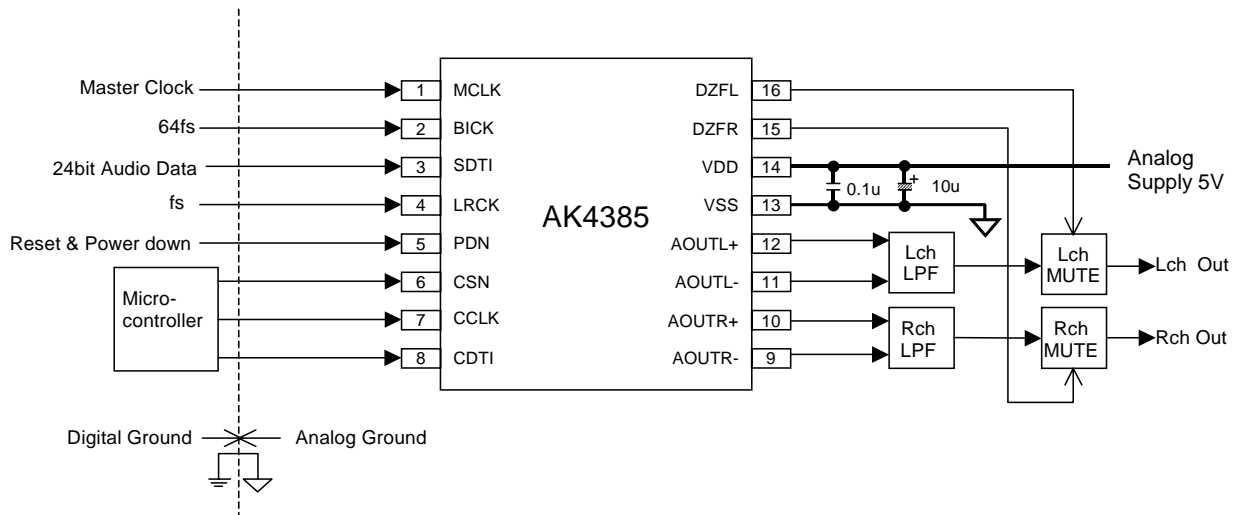 Master Clock
64fs
24bit Audio Data
fs
Reset & Power down
Micro-
controller
1
2
3
4
5
6
7
8
MCLK
BICK
SDTI
LRCK
PDN
CSN
CCLK
CDTI
AK4385
DZFL
DZFR
VDD
VSS
AOUTL+
AOUTL-
AOUTR+
AOUTR-
16
15
14
13
12
11
10
9
0.1u
+
10u
Analog
Supply 5V
Lch
LPF
Lch
MUTE
Lch Out
Rch
LPF
Rch
MUTE
Rch Out
Digital Ground
Analog Ground